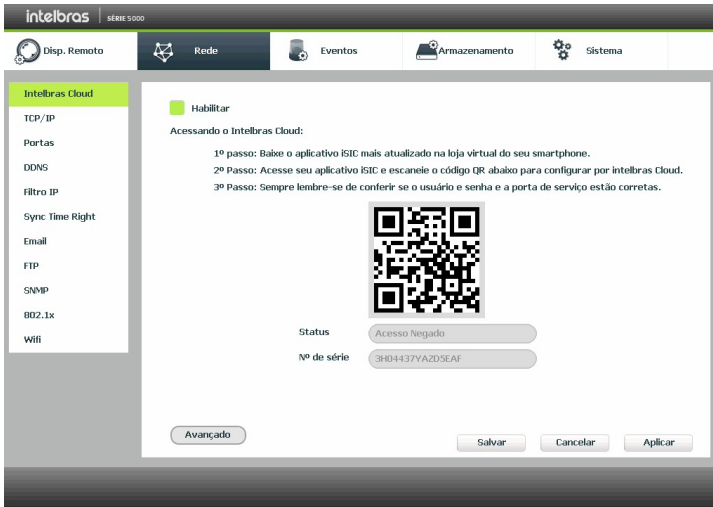 intelbras | SÉRIE 5000
Disp. Remoto
Rede
Eventos
Armazenamento
Sistema
Intelbras Cloud
TCP/IP
Portas
DDNS
Filtro IP
Sync Time Right
Email
FTP
SNMP
802.1x
Wifi
Habilitar
Acessando o Intelbras Cloud:
1º passo: Baixe o aplicativo iSIC mais atualizado na loja virtual do seu smartphone.
2º Passo: Acesse seu aplicativo iSIC e escaneie o código QR abaixo para configurar por intelbras Cloud.
3º Passo: Sempre lembre-se de conferir se o usuário e senha e a porta de serviço estão corretas.
Status Acesso Negado
Nº de série 3H04437YAZD5EAF
Avançado
Salvar Cancelar Aplicar